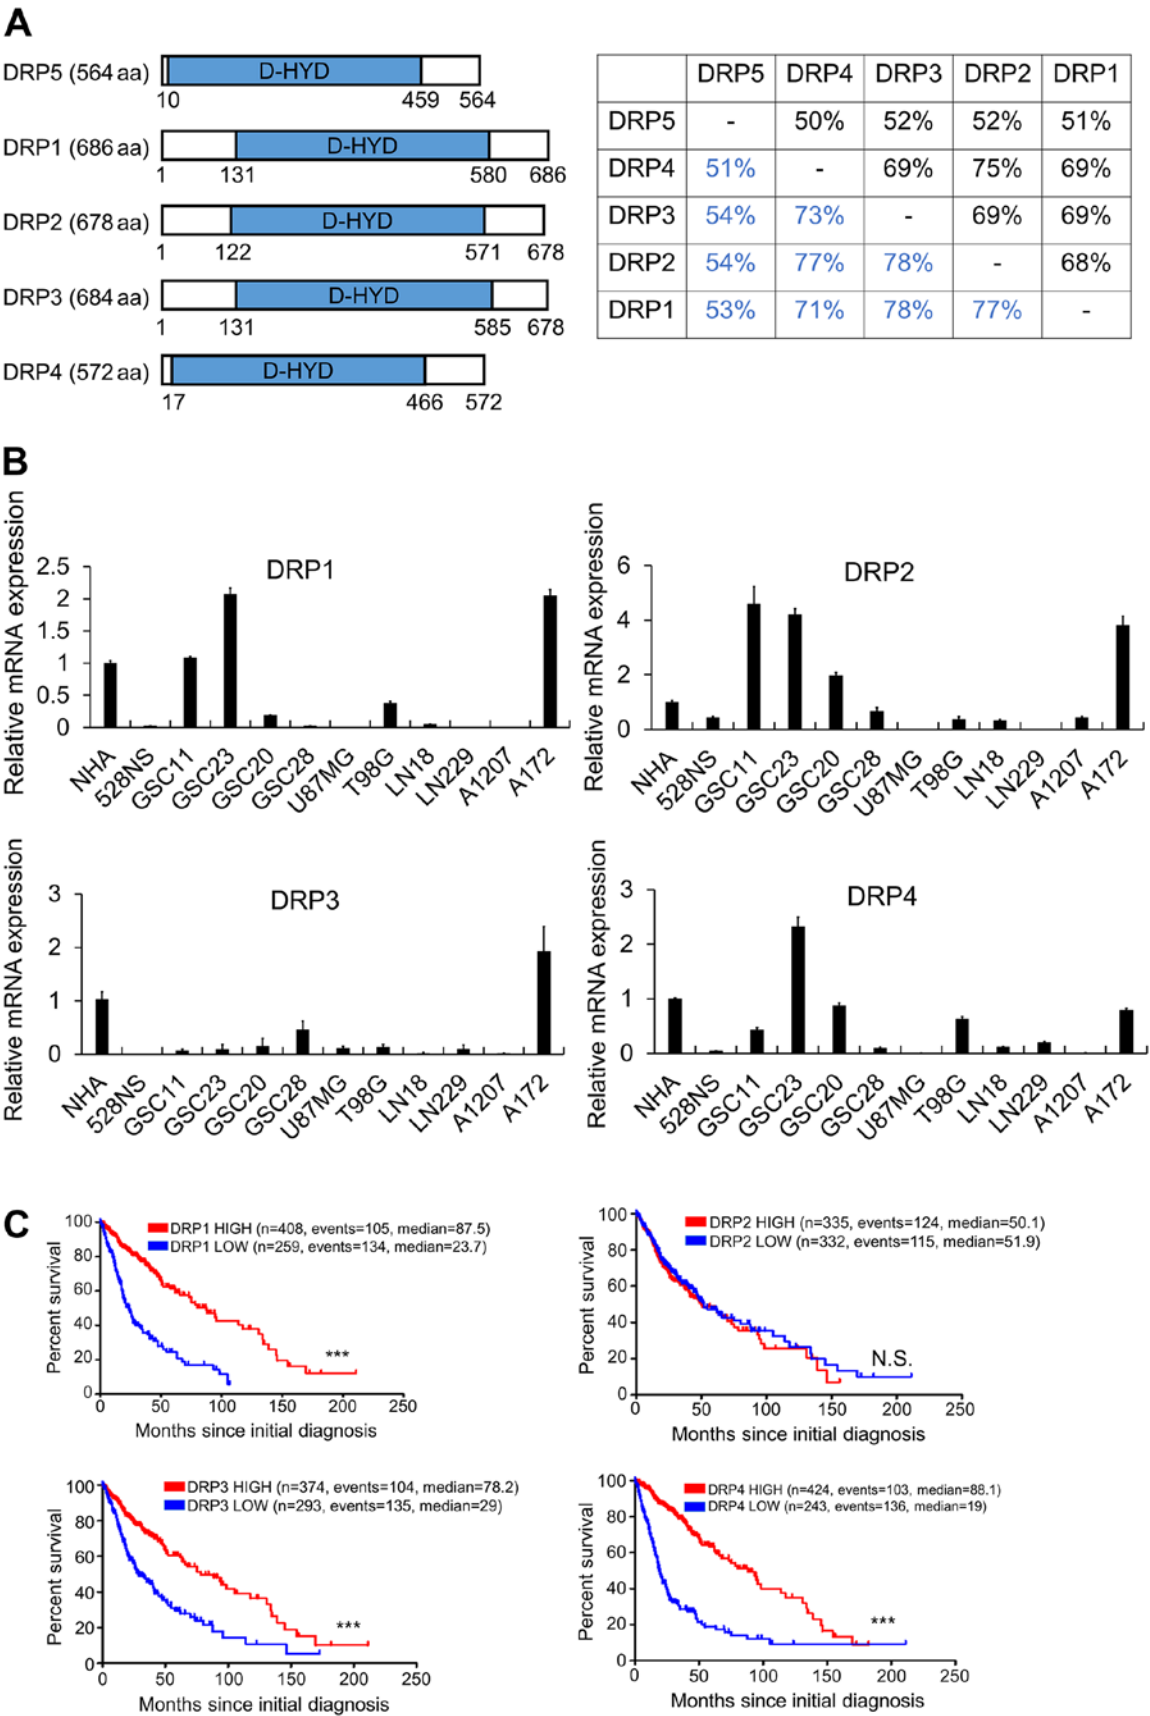 A
DRP5 (564 aa)
D-HYD
10 459 564
DRP1 (686 aa)
D-HYD
1 131 580 686
DRP2 (678 aa)
D-HYD
1 122 571 678
DRP3 (684 aa)
D-HYD
1 131 585 678
DRP4 (572 aa)
D-HYD
17 466 572
DRP5 DRP4 DRP3 DRP2 DRP1
DRP5 - 50% 52% 52% 51%
DRP4 51% - 69% 75% 69%
DRP3 54% 73% - 69% 69%
DRP2 54% 77% 78% - 68%
DRP1 53% 71% 78% 77% -
B
Relative mRNA expression
DRP1
2.5
2
1.5
1
0.5
0
NHA 528NS GSC11 GSC23 GSC20 GSC28 U87MG T98G LN18 LN229 A1207 A172
Relative mRNA expression
DRP2
6
4
2
0
NHA 528NS GSC11 GSC23 GSC20 GSC28 U87MG T98G LN18 LN229 A1207 A172
Relative mRNA expression
DRP3
3
2
1
0
NHA 528NS GSC11 GSC23 GSC20 GSC28 U87MG T98G LN18 LN229 A1207 A172
Relative mRNA expression
DRP4
3
2
1
0
NHA 528NS GSC11 GSC23 GSC20 GSC28 U87MG T98G LN18 LN229 A1207 A172
C
Percent survival
100
80
60
40
20
0
DRP1 HIGH (n=408, events=105, median=87.5)
DRP1 LOW (n=259, events=134, median=23.7)
***
0 50 100 150 200 250
Months since initial diagnosis
Percent survival
100
80
60
40
20
0
DRP2 HIGH (n=335, events=124, median=50.1)
DRP2 LOW (n=332, events=115, median=51.9)
N.S.
0 50 100 150 200 250
Months since initial diagnosis
Percent survival
100
80
60
40
20
0
DRP3 HIGH (n=374, events=104, median=78.2)
DRP3 LOW (n=293, events=135, median=29)
***
0 50 100 150 200 250
Months since initial diagnosis
Percent survival
100
80
60
40
20
0
DRP4 HIGH (n=424, events=103, median=88.1)
DRP4 LOW (n=243, events=136, median=19)
***
0 50 100 150 200 250
Months since initial diagnosis